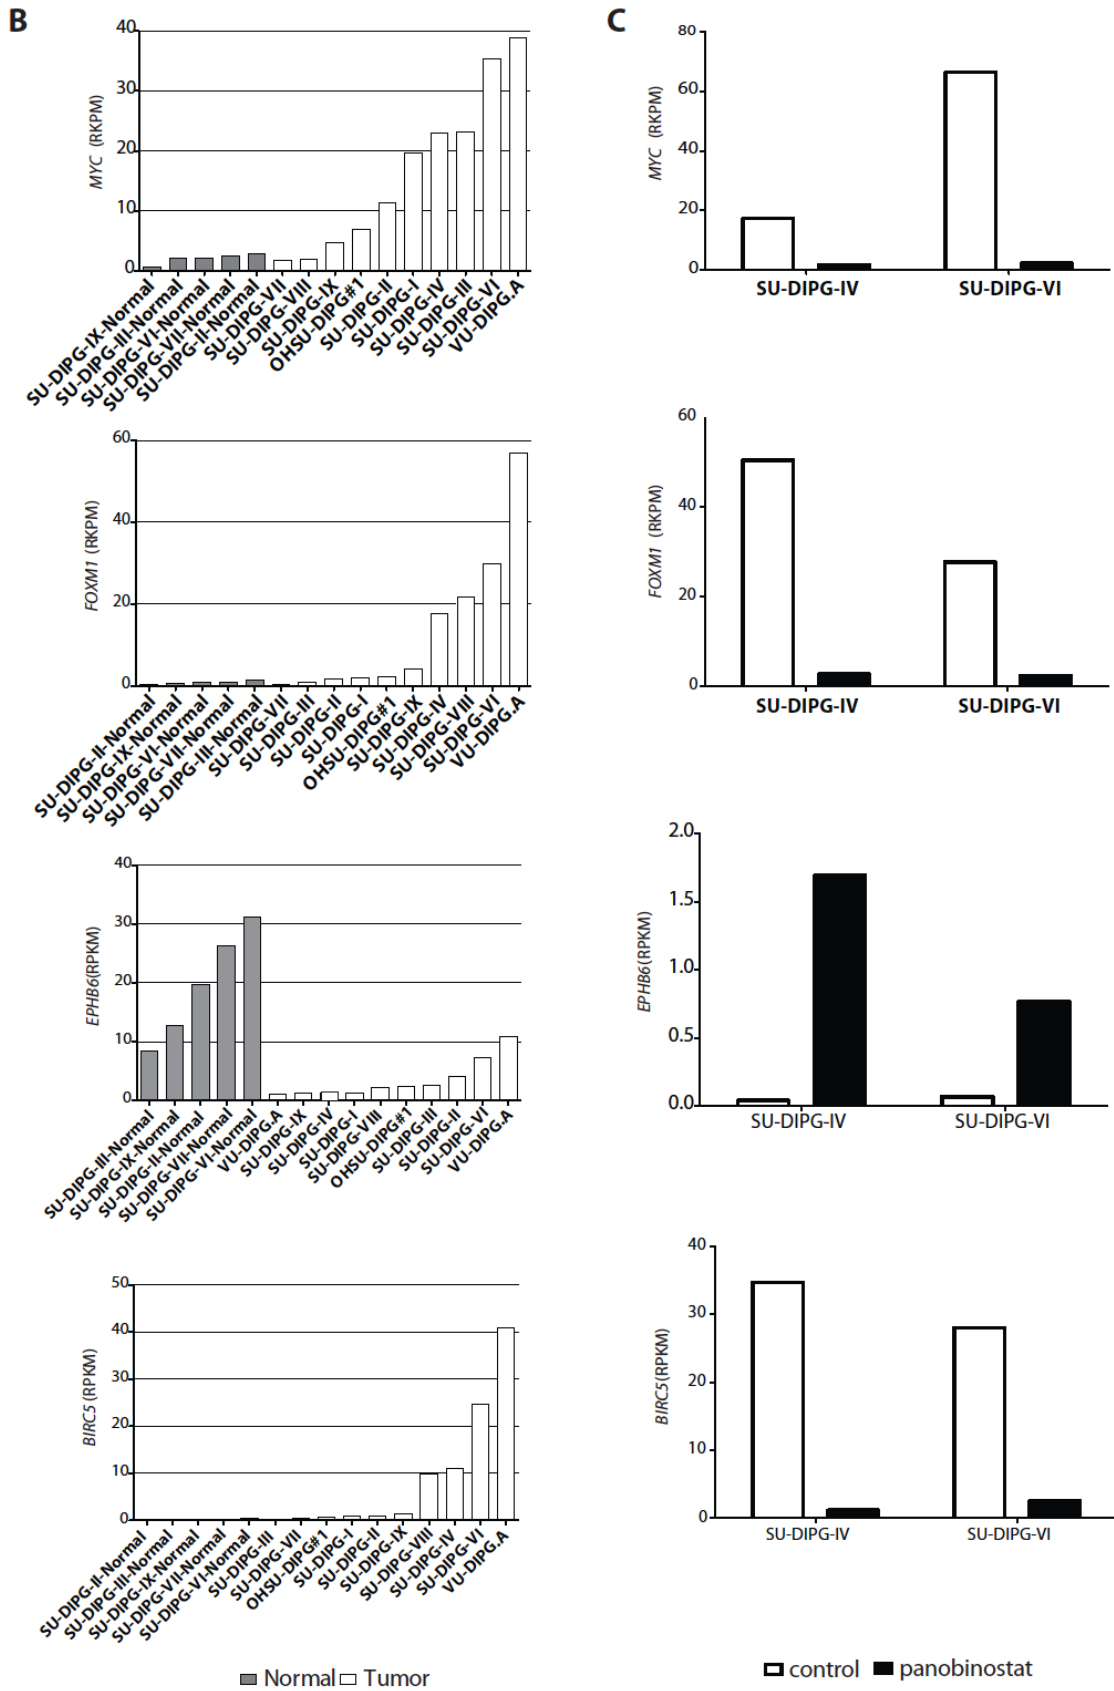 B
40
30
20
10
0
MYC (RKPM)
SU-DIPG-IX-Normal
SU-DIPG-III-Normal
SU-DIPG-VI-Normal
SU-DIPG-VII-Normal
SU-DIPG-II-Normal
SU-DIPG-VII
SU-DIPG-VIII
SU-DIPG-IX
OHSU-DIPG#1
SU-DIPG-II
SU-DIPG-I
SU-DIPG-IV
SU-DIPG-III
SU-DIPG-VI
VU-DIPG.A
60
40
20
0
FOXM1 (RKPM)
SU-DIPG-II-Normal
SU-DIPG-IX-Normal
SU-DIPG-VI-Normal
SU-DIPG-VII-Normal
SU-DIPG-III-Normal
SU-DIPG-VII
SU-DIPG-III
SU-DIPG-II
SU-DIPG-I
OHSU-DIPG#1
SU-DIPG-IX
SU-DIPG-IV
SU-DIPG-VIII
SU-DIPG-VI
VU-DIPG.A
40
30
20
10
0
EPHB6(RPKM)
SU-DIPG-III-Normal
SU-DIPG-IX-Normal
SU-DIPG-II-Normal
SU-DIPG-VII-Normal
SU-DIPG-VI-Normal
VU-DIPG.A
SU-DIPG-IX
SU-DIPG-IV
SU-DIPG-I
SU-DIPG-VIII
OHSU-DIPG#1
SU-DIPG-III
SU-DIPG-II
SU-DIPG-VI
VU-DIPG.A
50
40
30
20
10
0
BIRC5 (RPKM)
SU-DIPG-II-Normal
SU-DIPG-III-Normal
SU-DIPG-IX-Normal
SU-DIPG-VII-Normal
SU-DIPG-VI-Normal
SU-DIPG-III
SU-DIPG-VII
OHSU-DIPG#1
SU-DIPG-I
SU-DIPG-II
SU-DIPG-IX
SU-DIPG-VIII
SU-DIPG-IV
SU-DIPG-VI
VU-DIPG.A
Normal Tumor
C
80
60
40
20
0
MYC (RKPM)
SU-DIPG-IV SU-DIPG-VI
60
40
20
0
FOXM1 (RKPM)
SU-DIPG-IV SU-DIPG-VI
2.0
1.5
1.0
0.5
0.0
EPHB6(RPKM)
SU-DIPG-IV SU-DIPG-VI
40
30
20
10
0
BIRC5(RPKM)
SU-DIPG-IV SU-DIPG-VI
control panobinostat